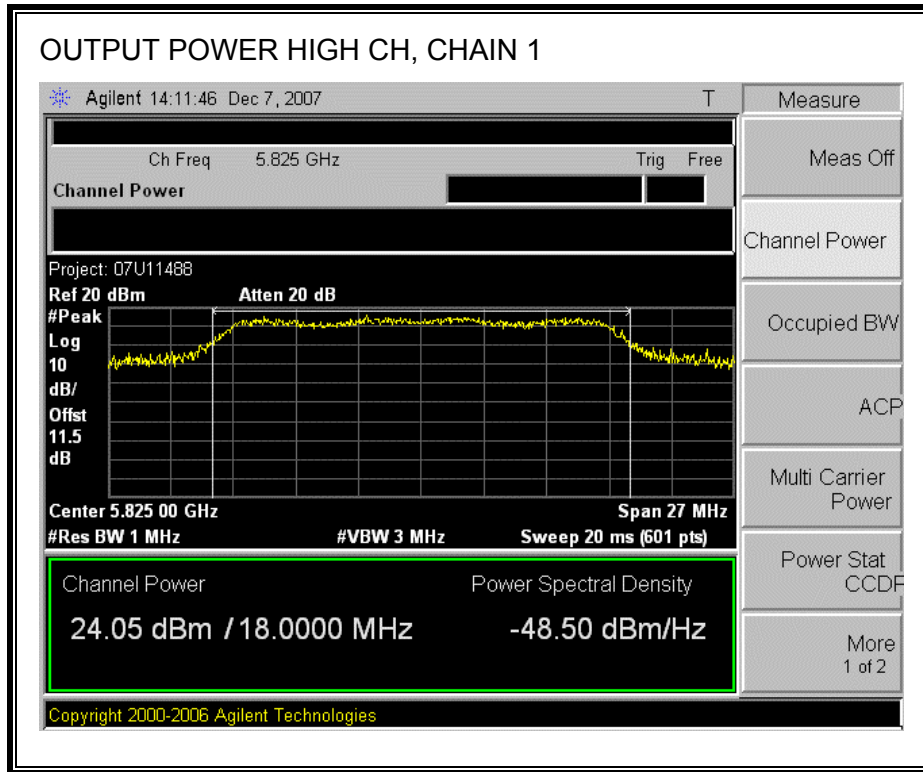 OUTPUT POWER HIGH CH, CHAIN 1
Agilent 14:11:46 Dec 7, 2007 T
Measure
Ch Freq 5.825 GHz Trig Free
Channel Power
Project: 07U11488
Ref 20 dBm Atten 20 dB
#Peak
Log
10
dB/
Offst
11.5
dB
Center 5.825 00 GHz Span 27 MHz
#Res BW 1 MHz #VBW 3 MHz Sweep 20 ms (601 pts)
Channel Power Power Spectral Density
24.05 dBm / 18.0000 MHz -48.50 dBm/Hz
Copyright 2000-2006 Agilent Technologies
Meas Off
Channel Power
Occupied BW
ACP
Multi Carrier
Power
Power Stat
CCDF
More
1 of 2